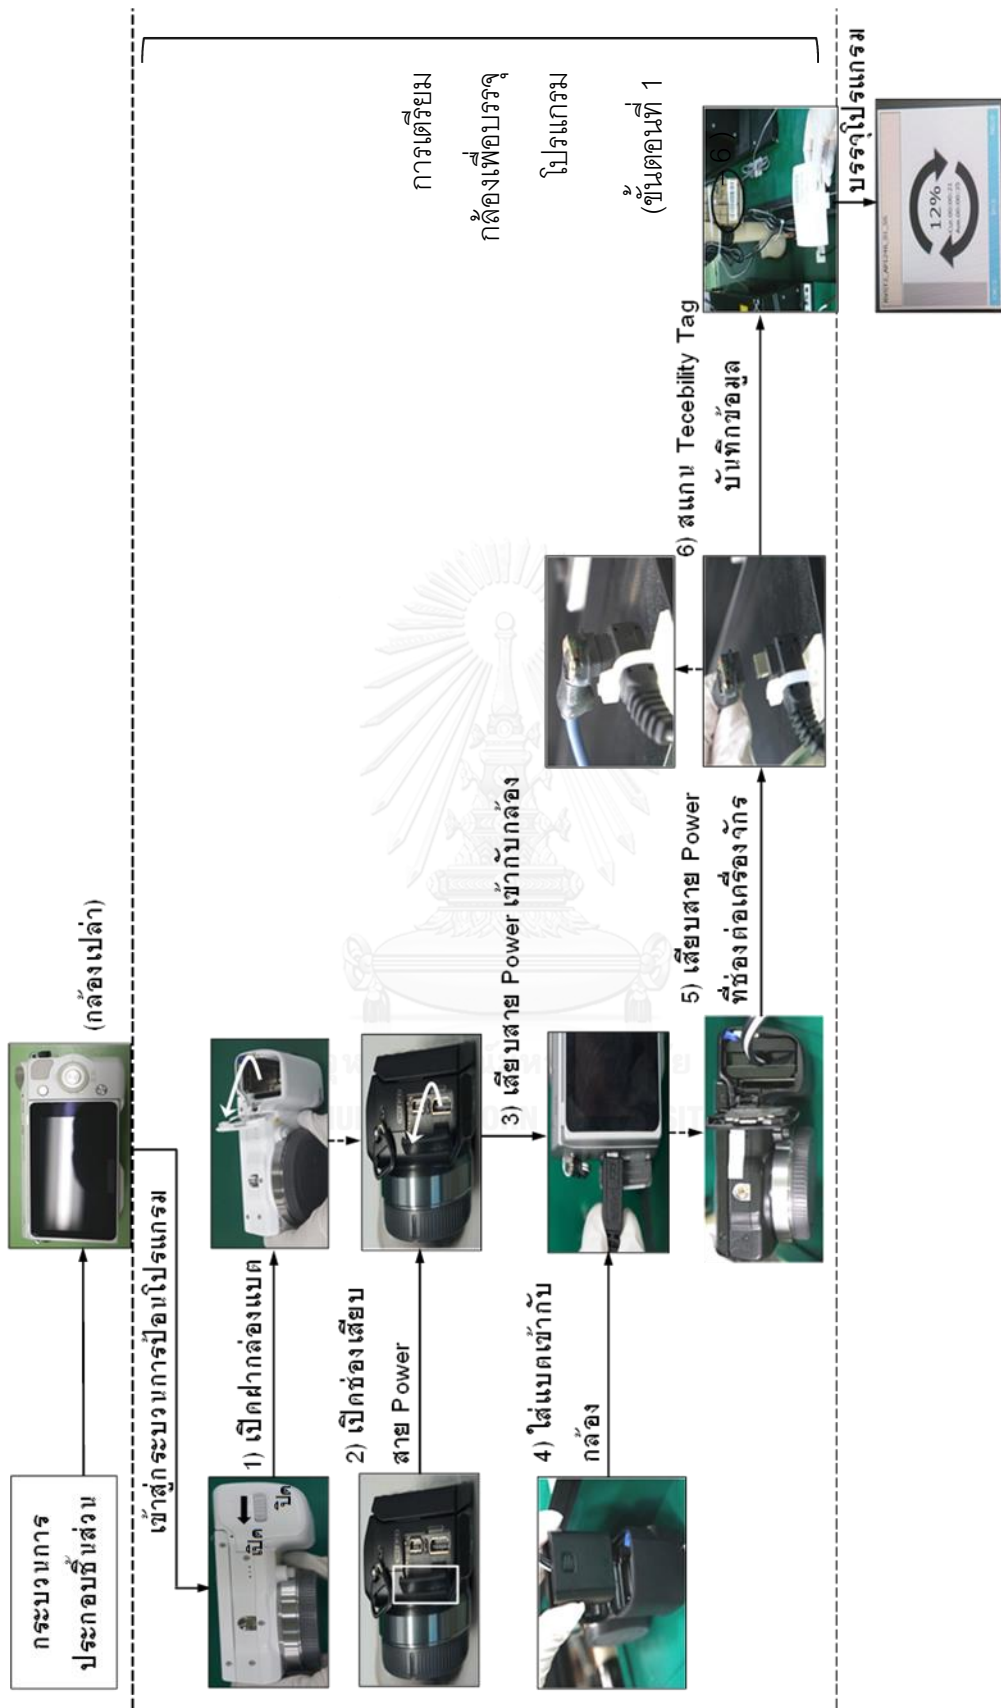 กระบวนการ
ประกอบชิ้นส่วน
(กล้องเปล่า)
เข้าสู่กระบวนการป้อนโปรแกรม
เปิด
ปิด
1) เปิดฝากล่องแบต
2) เปิดช่องเสียบ
สาย Power
3) เสียบสาย Power เข้ากับกล้อง
4) ใส่แบตเข้ากับ
กล้อง
5) เสียบสาย Power
ที่ช่องต่อเครื่องจักร
6) สแกน Tecebility Tag
บันทึกข้อมูล
6)
การเตรียม
กล้องเพื่อบรรจุ
โปรแกรม
(ขั้นตอนที่ 1
บรรจุโปรแกรม
12%